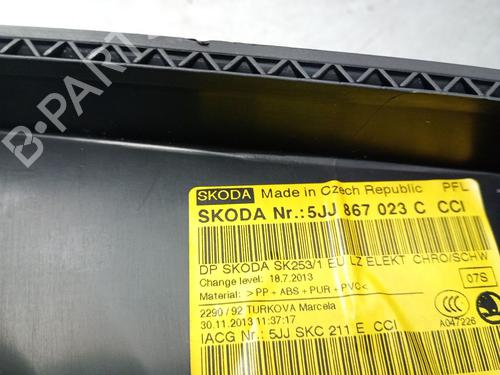 B-PARTS
SKODA Made in Czech Republic PFL
SKODA Nr.: 5JJ 867 023 C CCI
DP SKODA SK253/1 EU LZ ELEKT CHRO/SCHW
Change level: 18.7.2013
07S
Material: >PP + ABS + PUR + PVC<
2290 / 92 TURKOVA Marcela
30.11.2013 11:37:17
A047226
IACG Nr.: 5JJ SKC 211 E CCI